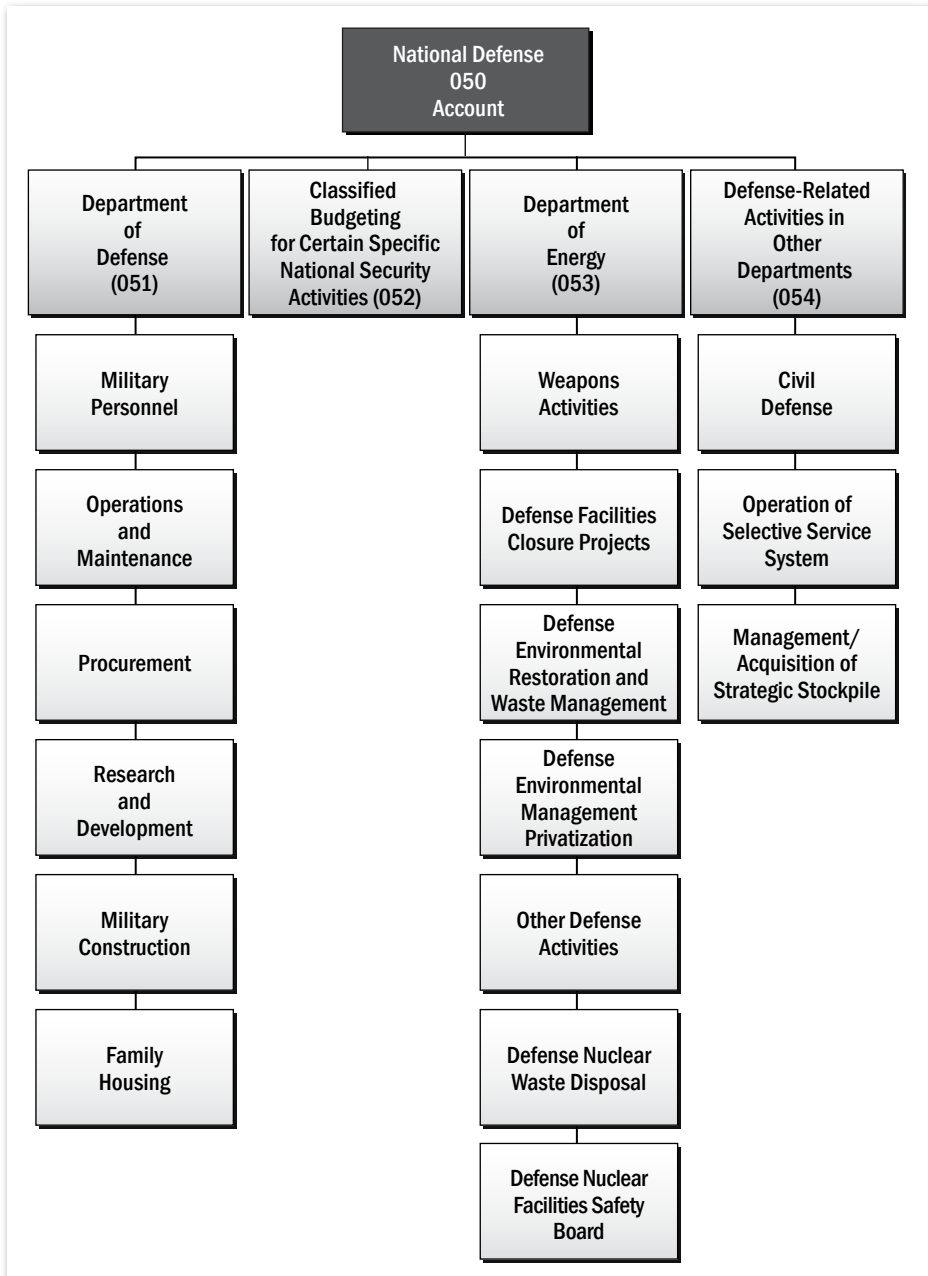 National Defense
050
Account
Department
of
Defense
(051)
Classified
Budgeting
for Certain Specific
National Security
Activities (052)
Department
of
Energy
(053)
Defense-Related
Activities in
Other
Departments
(054)
Military
Personnel
Operations
and
Maintenance
Procurement
Research
and
Development
Military
Construction
Family
Housing
Weapons
Activities
Defense Facilities
Closure Projects
Defense
Environmental
Restoration and
Waste Management
Defense
Environmental
Management
Privatization
Other Defense
Activities
Defense Nuclear
Waste Disposal
Defense Nuclear
Facilities Safety
Board
Civil
Defense
Operation of
Selective Service
System
Management/
Acquisition of
Strategic Stockpile